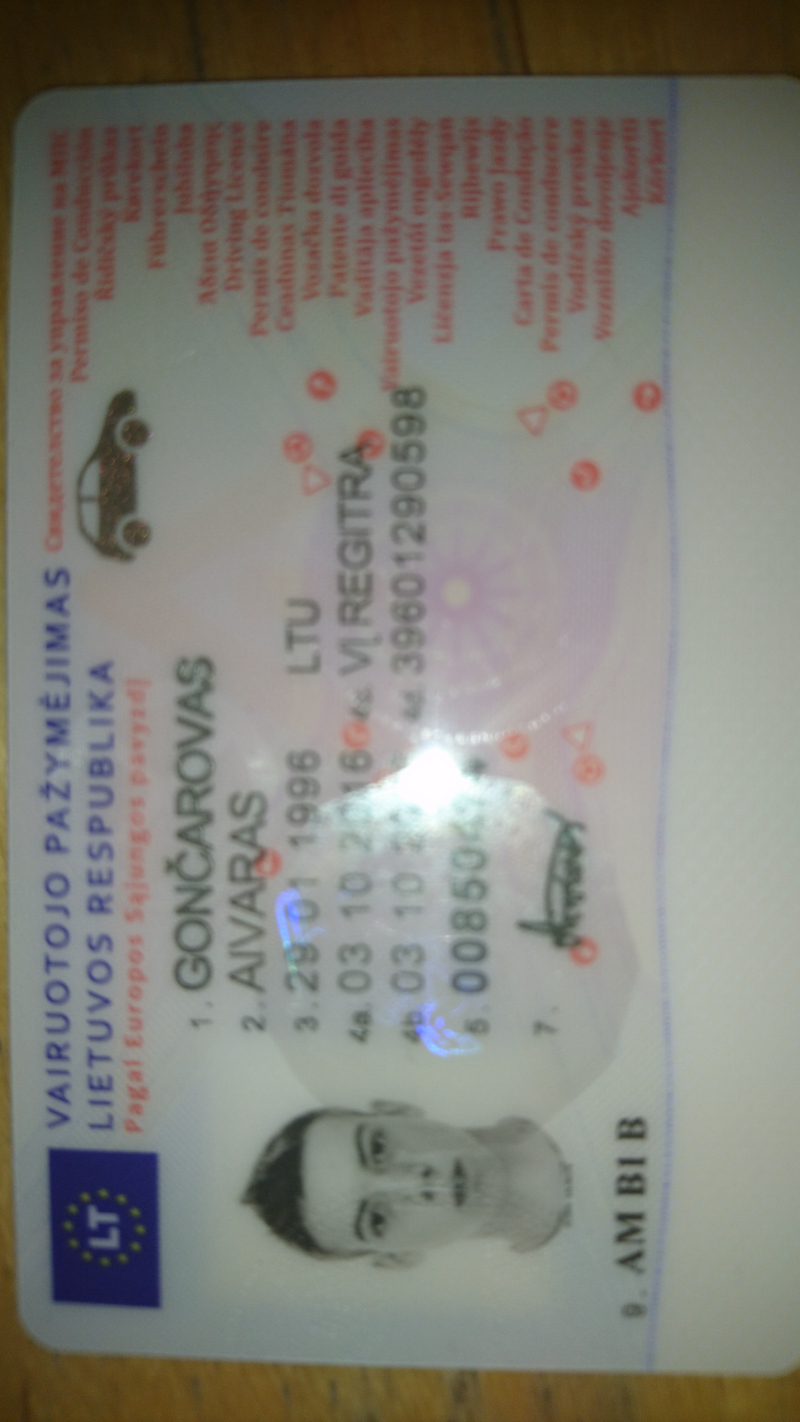 LT
VAIRUOTOJO PAŽYMĖJIMAS
LIETUVOS RESPUBLIKA
Pagal Europos Sąjungos pavyzdį
Свидетелство за управление на МПС
Permiso de Conducción
Řidičský průkaz
Kørekort
Führerschein
Juhiluba
Άδεια Οδήγησης
Driving Licence
Permis de conduire
Ceadúnas Tiomána
Vozačka dozvola
Patente di guida
Vadītāja apliecība
Vairuotojo pažymėjimas
Vezetői engedély
Liċenzja tas-Sewqan
Rijbewijs
Prawo Jazdy
Carta de Condução
Permis de conducere
Vodičský preukaz
Vozniško dovoljenje
Ajokortti
Körkort
1. GONČAROVAS
2. AIVARAS
3. 29 01 1996 LTU
4a. 03 10 2016 4c. VĮ REGITRA
4b. 03 10 4d. 39601290598
5. 00850
7.
9. AM B1 B